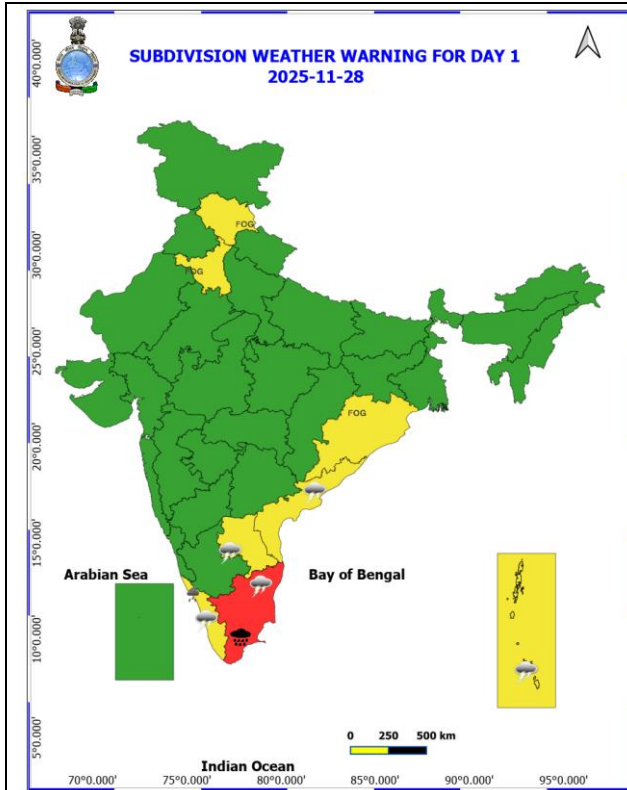 SUBDIVISION WEATHER WARNING FOR DAY 1
2025-11-28
40°0.000'
35°0.000'
30°0.000'
25°0.000'
20°0.000'
15°0.000'
10°0.000'
5°0.000'
FOG
FOG
FOG
Arabian Sea
Bay of Bengal
0 250 500 km
Indian Ocean
70°0.000' 75°0.000' 80°0.000' 85°0.000' 90°0.000' 95°0.000'